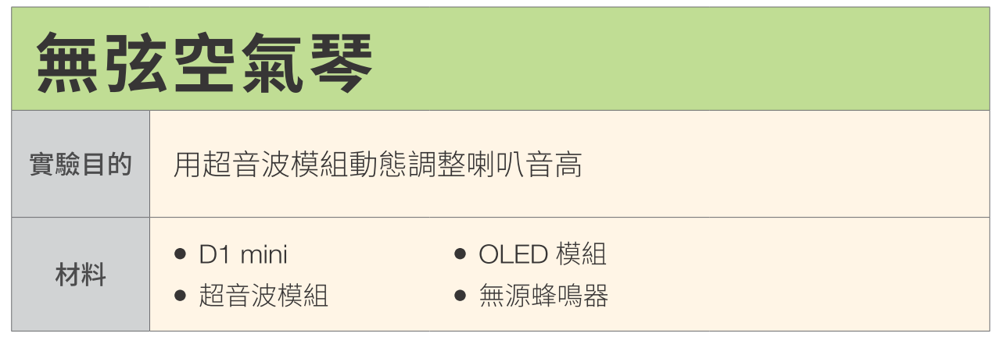 無弦空氣琴
實驗目的
用超音波模組動態調整喇叭音高
材料
● D1 mini
● OLED 模組
● 超音波模組
● 無源蜂鳴器